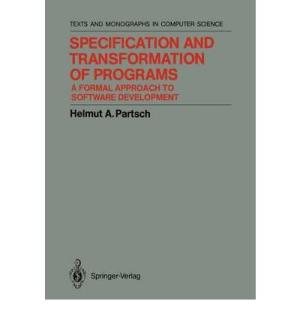 TEXTS AND MONOGRAPHS IN COMPUTER SCIENCE
SPECIFICATION AND
TRANSFORMATION
OF PROGRAMS
A FORMAL APPROACH TO
SOFTWARE DEVELOPMENT
Helmut A. Partsch
Springer-Verlag